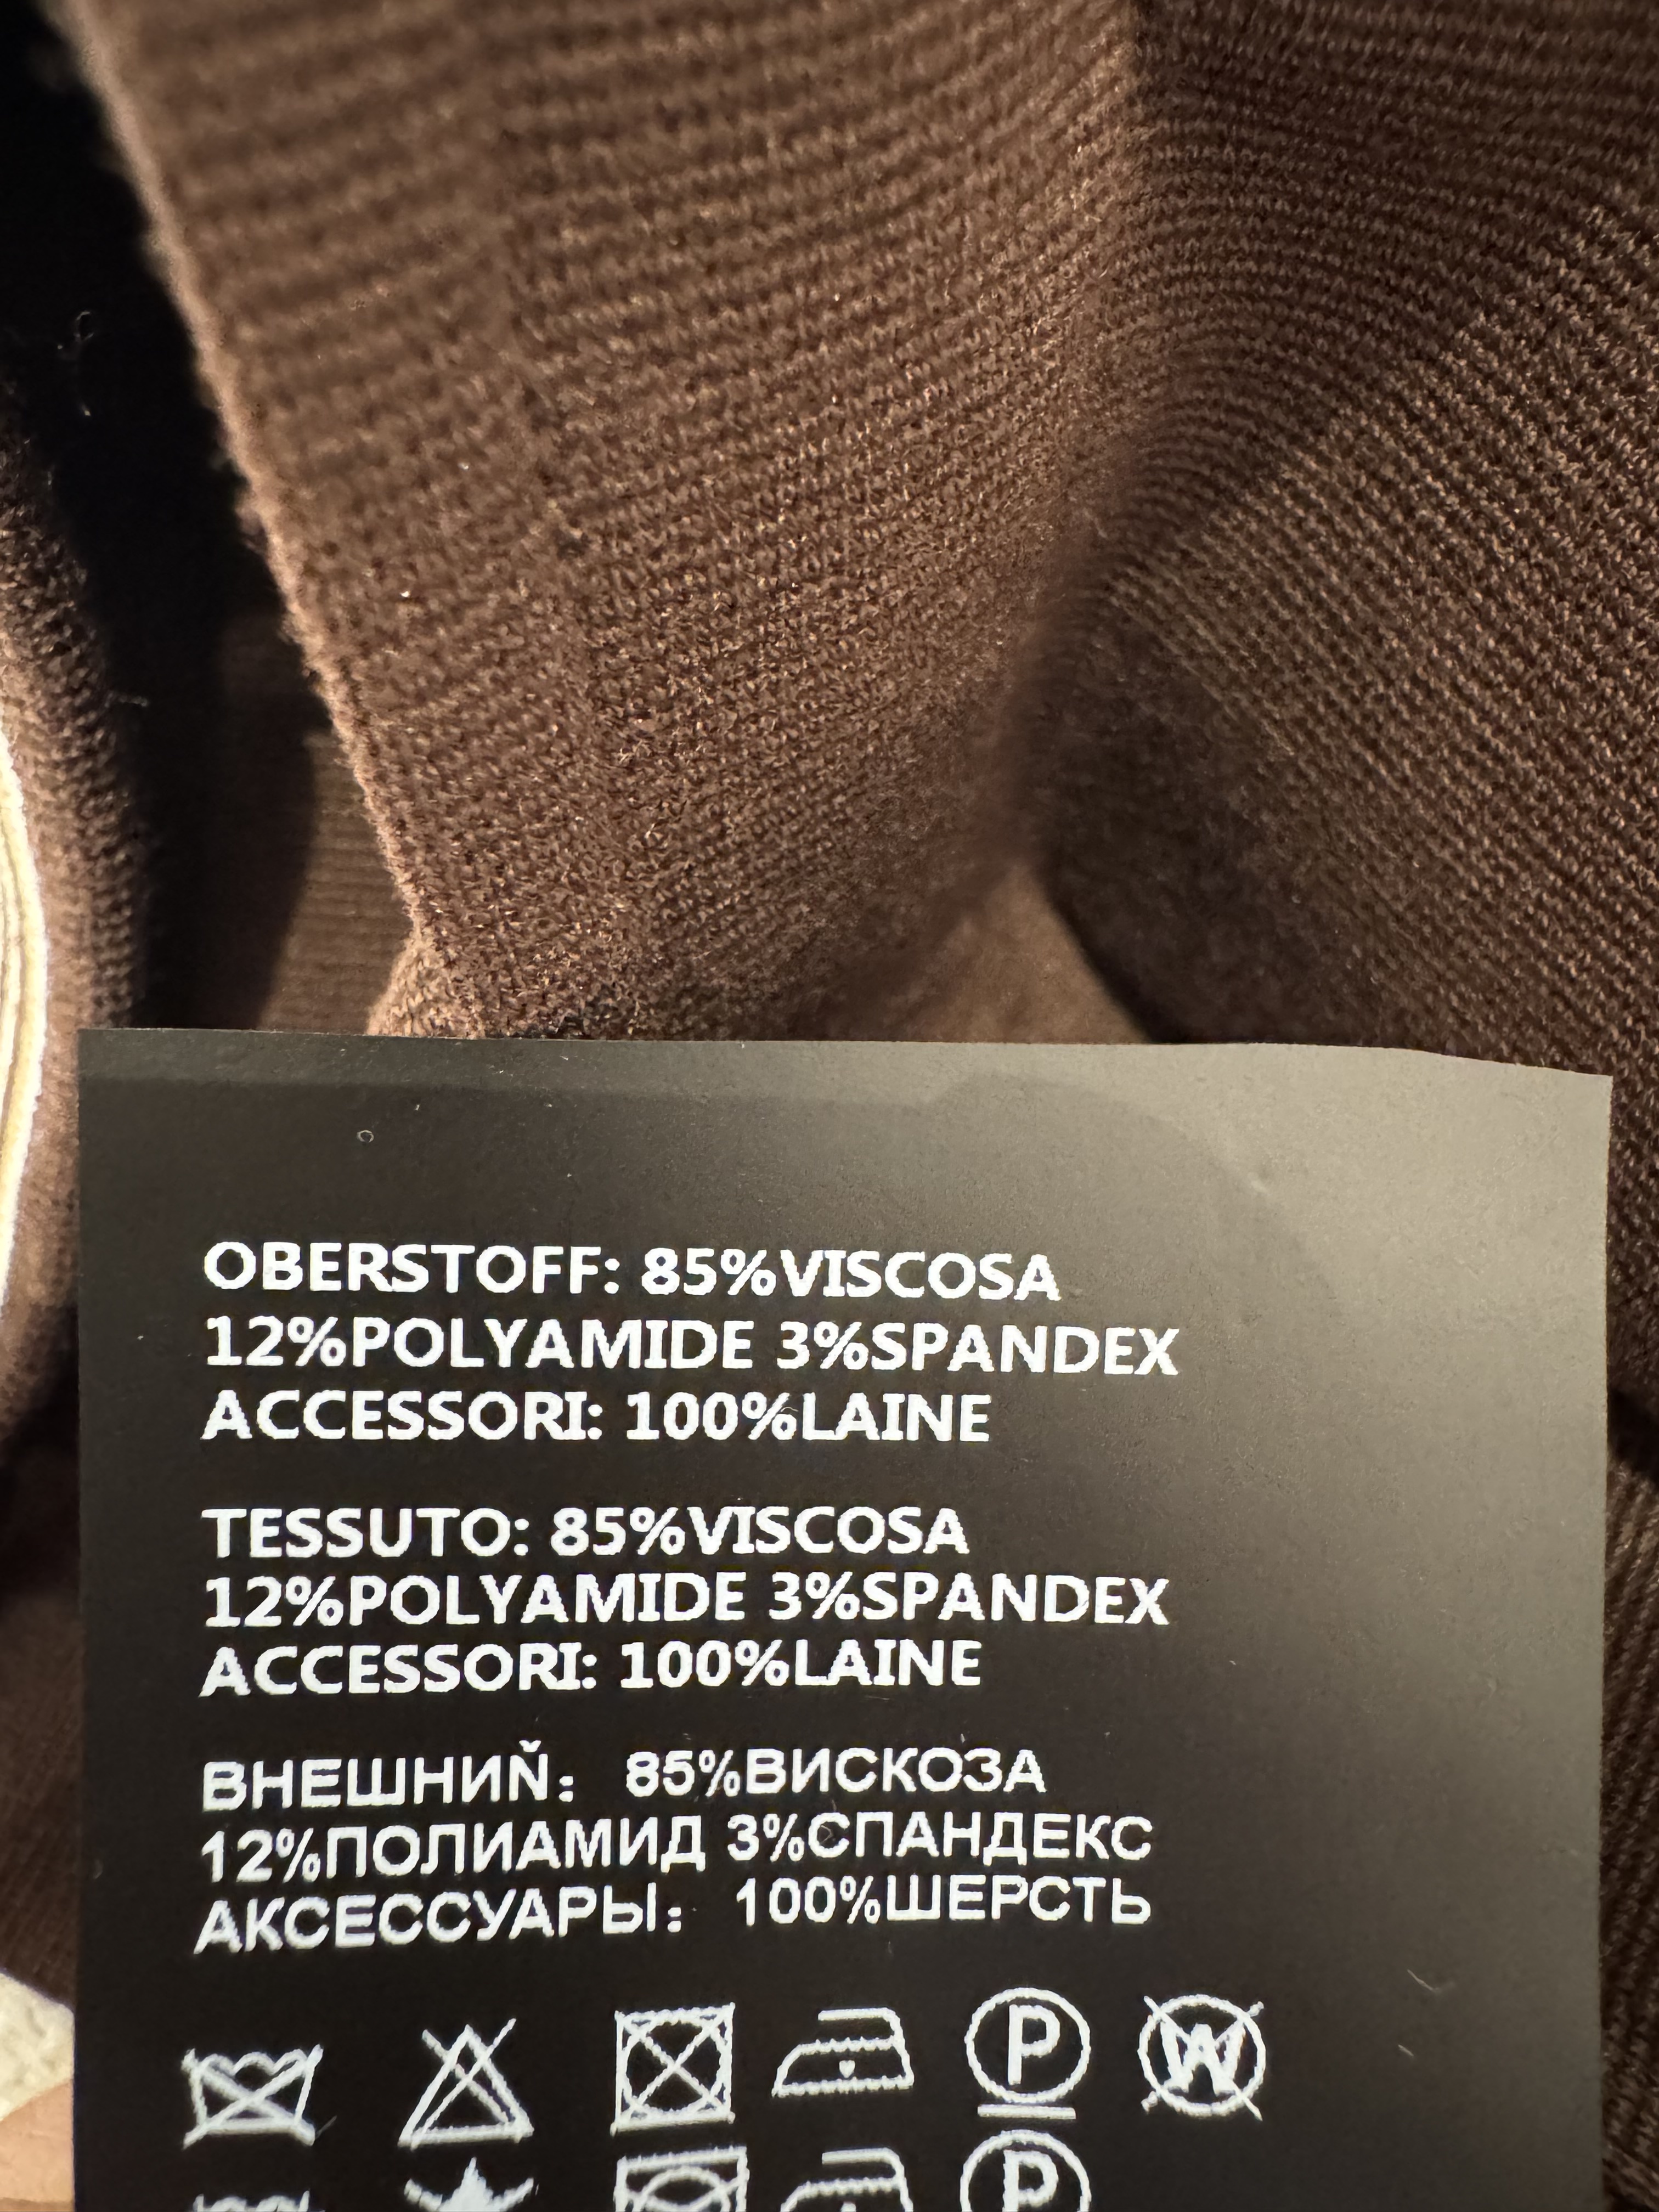 OBERSTOFF: 85%VISCOSA
12%POLYAMIDE 3%SPANDEX
ACCESSORI: 100%LAINE
TESSUTO: 85%VISCOSA
12%POLYAMIDE 3%SPANDEX
ACCESSORI: 100%LAINE
ВНЕШНИЙ: 85%ВИСКОЗА
12%ПОЛИАМИД 3%СПАНДЕКС
АКСЕССУАРЫ: 100%ШЕРСТЬ
P W
P